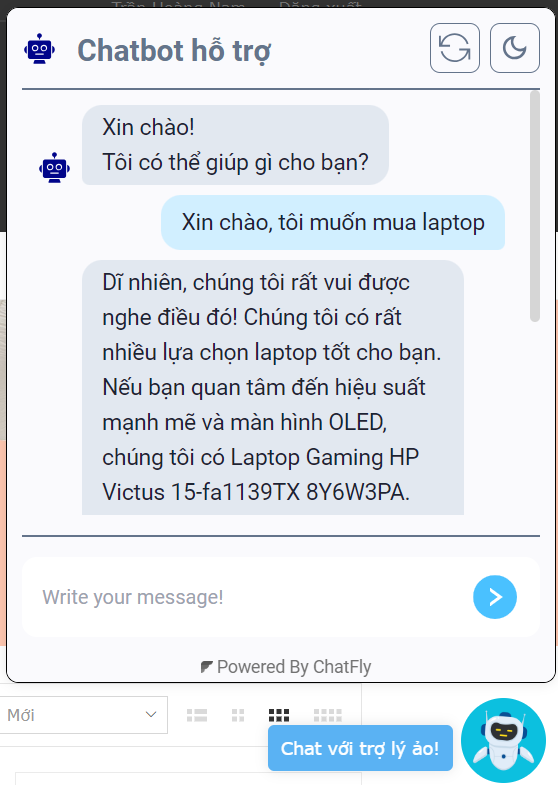 Trần Hoàng Nam Đăng xuất
Chatbot hỗ trợ
Xin chào!
Tôi có thể giúp gì cho bạn?
Xin chào, tôi muốn mua laptop
Dĩ nhiên, chúng tôi rất vui được
nghe điều đó! Chúng tôi có rất
nhiều lựa chọn laptop tốt cho bạn.
Nếu bạn quan tâm đến hiệu suất
mạnh mẽ và màn hình OLED,
chúng tôi có Laptop Gaming HP
Victus 15-fa1139TX 8Y6W3PA.
Write your message!
Powered By ChatFly
Mới
Chat với trợ lý ảo!